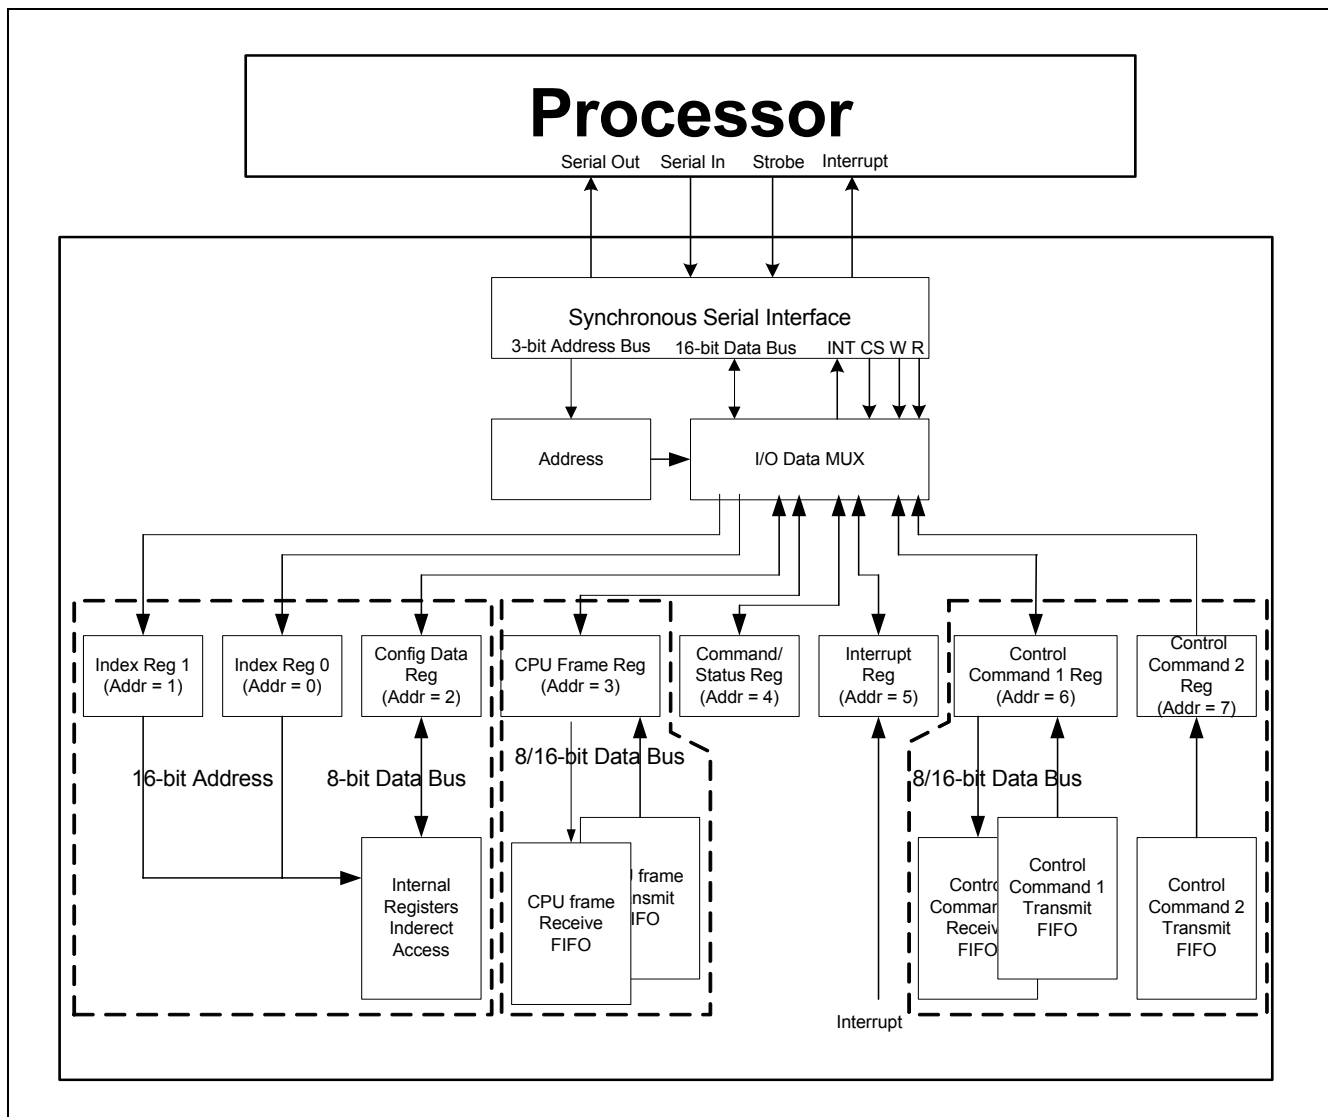 Processor
Serial Out Serial In Strobe Interrupt
Synchronous Serial Interface
3-bit Address Bus 16-bit Data Bus INT CS W R
Address
I/O Data MUX
Index Reg 1
(Addr = 1)
Index Reg 0
(Addr = 0)
Config Data
Reg
(Addr = 2)
CPU Frame Reg
(Addr = 3)
Command/
Status Reg
(Addr = 4)
Interrupt
Reg
(Addr = 5)
Control
Command 1 Reg
(Addr = 6)
Control
Command 2
Reg
(Addr = 7)
16-bit Address
8-bit Data Bus
8/16-bit Data Bus
8/16-bit Data Bus
Internal
Registers
Inderect
Access
CPU frame
Receive
FIFO
frame
Control
Command 1
Transmit
FIFO
Control
Command 2
Transmit
FIFO
FIFO
Interrupt